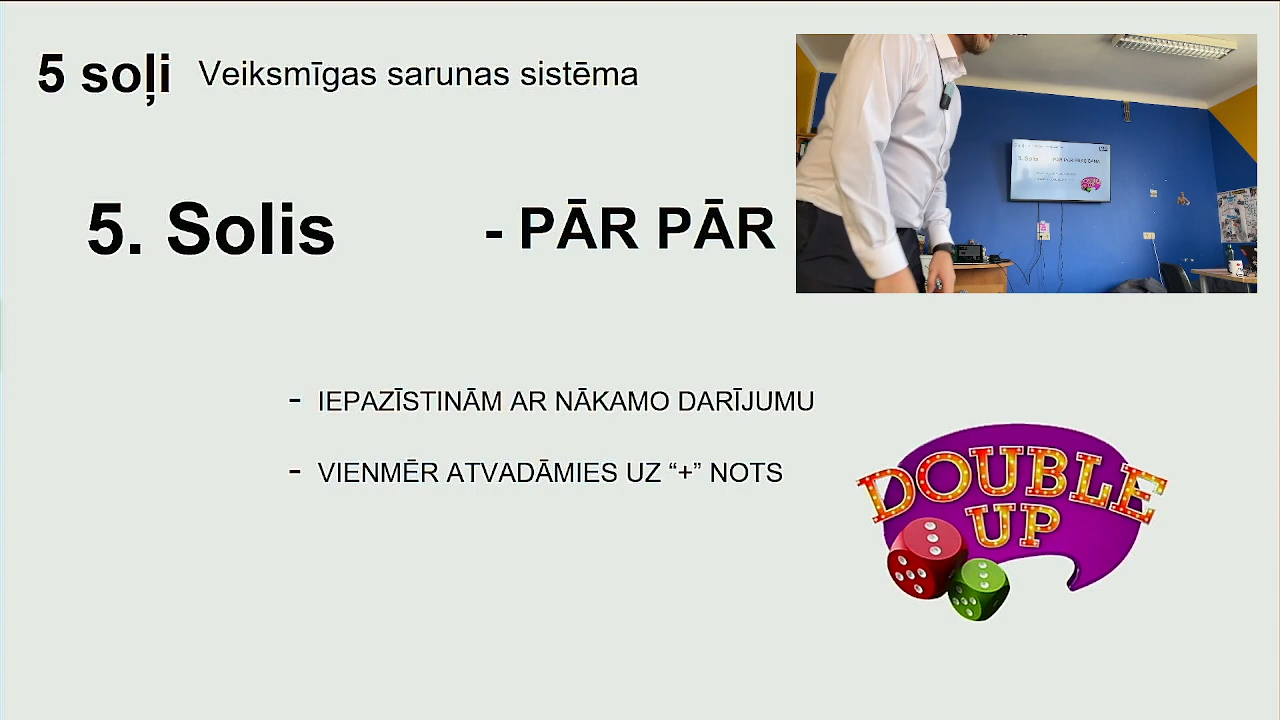 5 soļi Veiksmīgas sarunas sistēma
5. Solis - PĀR PĀR
- IEPAZĪSTINĀM AR NĀKAMO DARĪJUMU
- VIENMĒR ATVADĀMIES UZ “+” NOTS
DOUBLE
UP